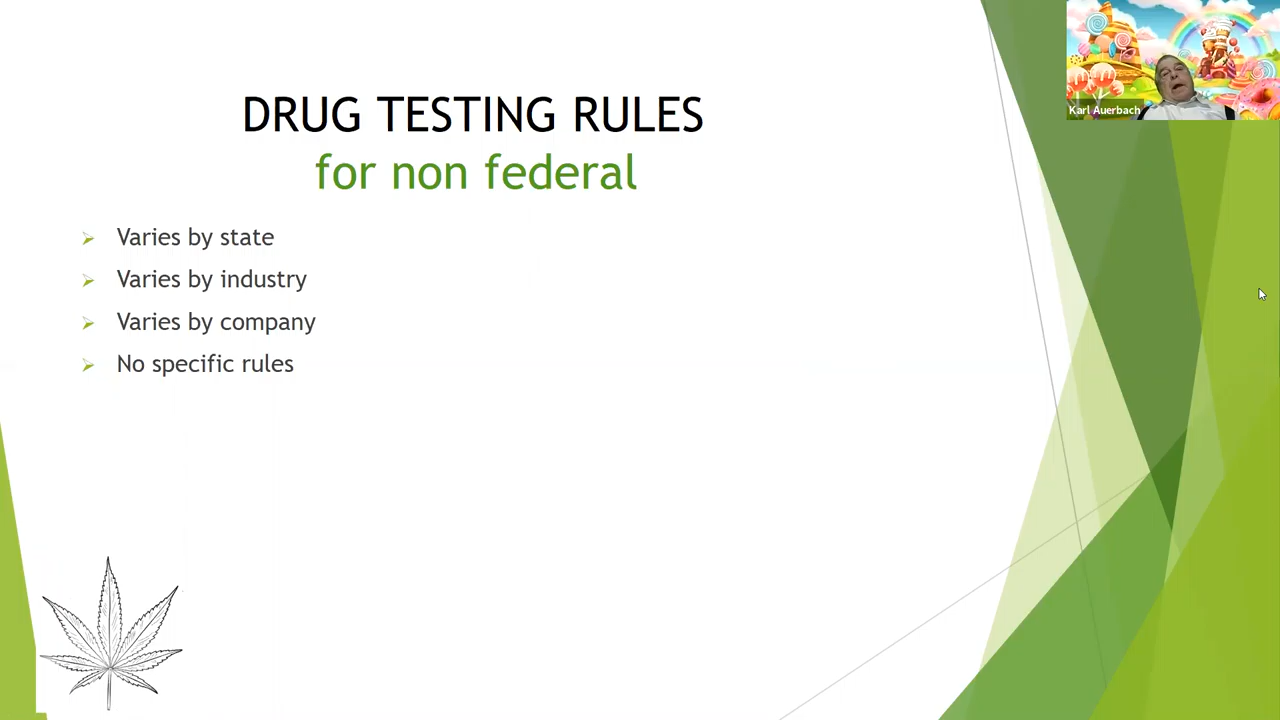 DRUG TESTING RULES
for non federal
Varies by state
Varies by industry
Varies by company
No specific rules
Karl Auerbach